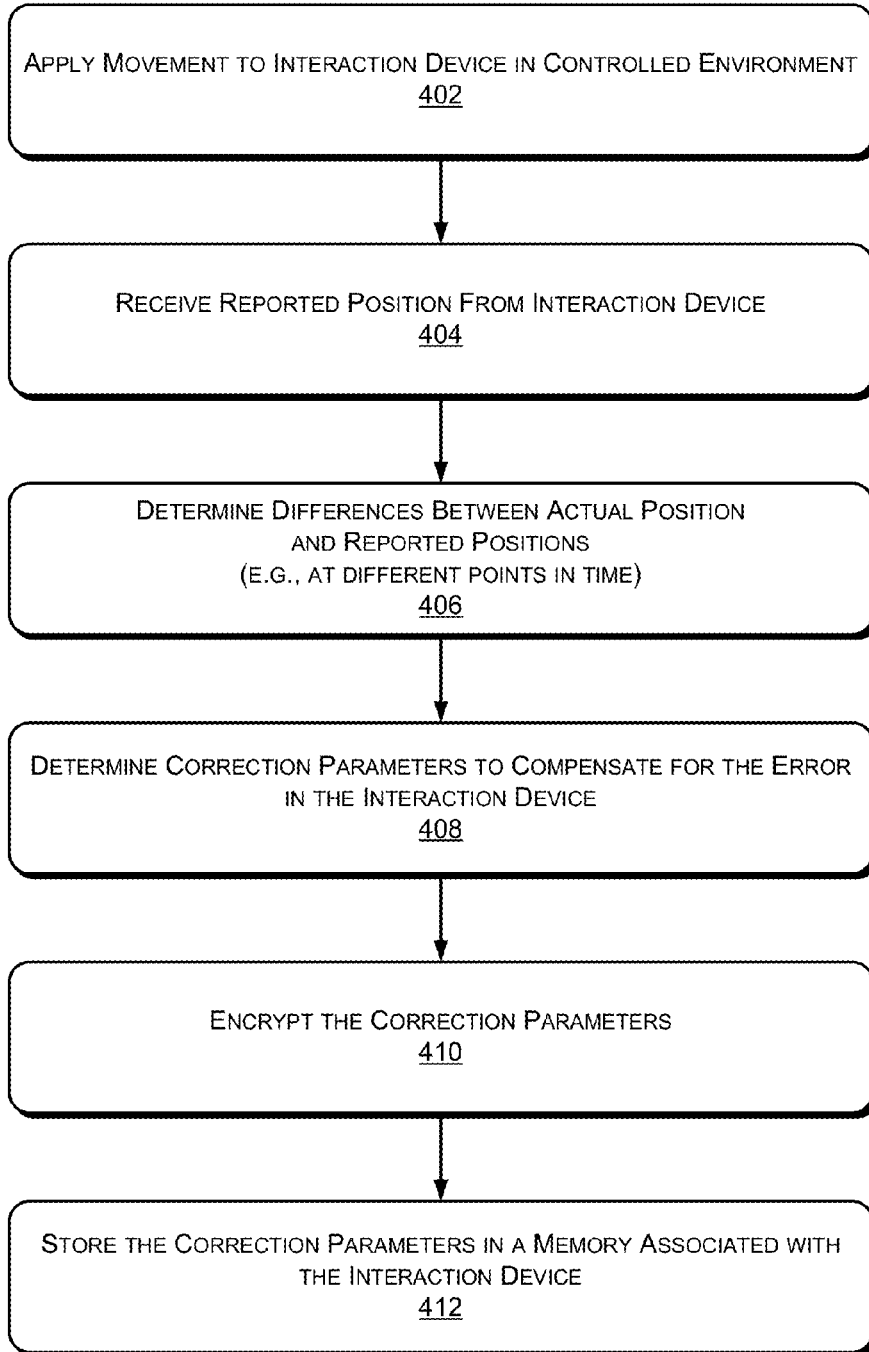 APPLY MOVEMENT TO INTERACTION DEVICE IN CONTROLLED ENVIRONMENT
402
RECEIVE REPORTED POSITION FROM INTERACTION DEVICE
404
DETERMINE DIFFERENCES BETWEEN ACTUAL POSITION
AND REPORTED POSITIONS
(E.G., AT DIFFERENT POINTS IN TIME)
406
DETERMINE CORRECTION PARAMETERS TO COMPENSATE FOR THE ERROR
IN THE INTERACTION DEVICE
408
ENCRYPT THE CORRECTION PARAMETERS
410
STORE THE CORRECTION PARAMETERS IN A MEMORY ASSOCIATED WITH
THE INTERACTION DEVICE
412